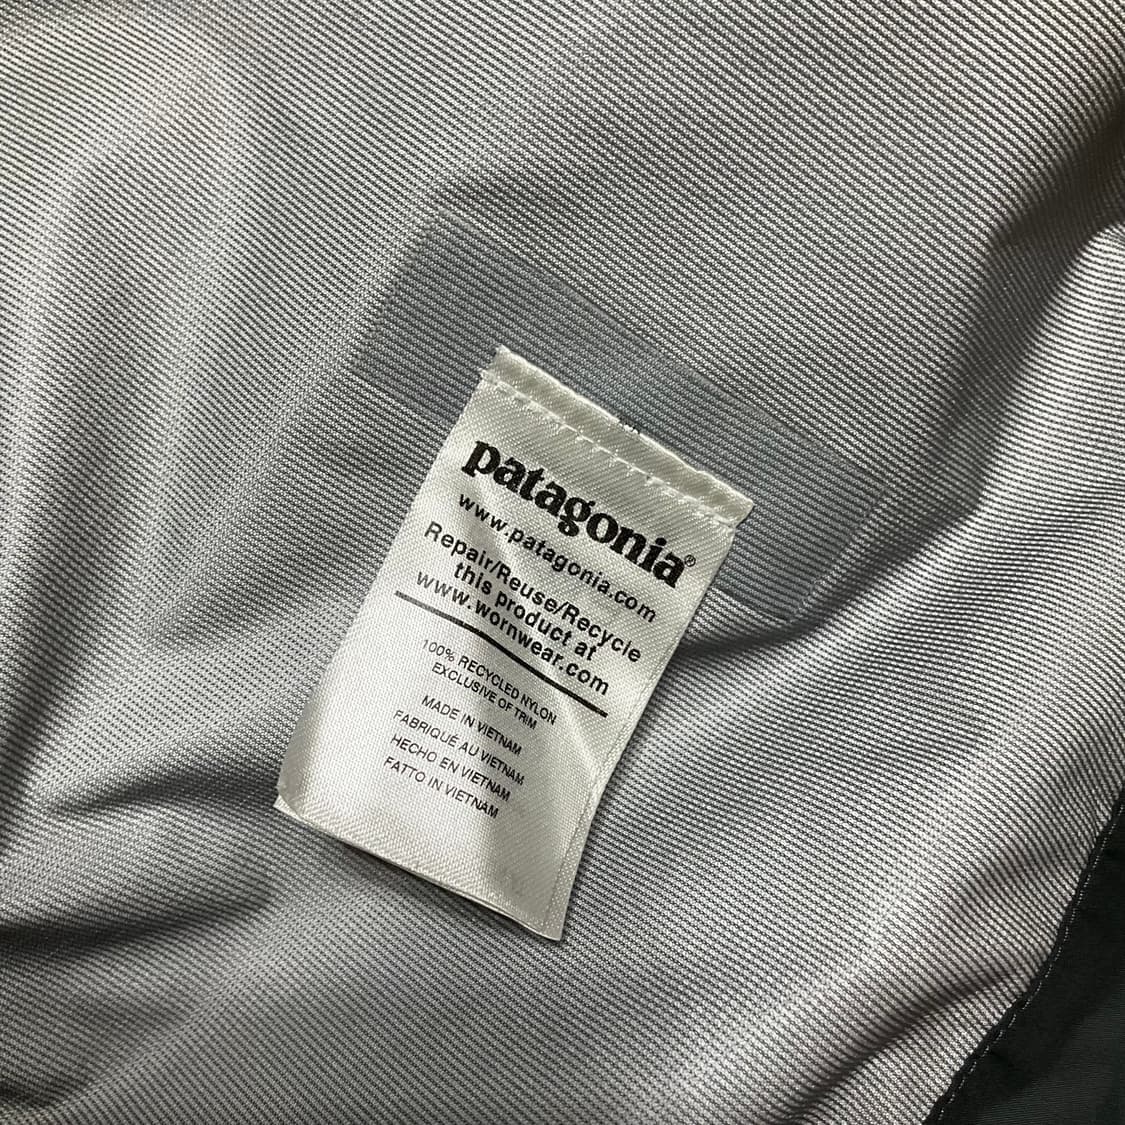 patagonia®
www.patagonia.com
Repair/Reuse/Recycle
this product at
www.wornwear.com
100% RECYCLED NYLON
EXCLUSIVE OF TRIM
MADE IN VIETNAM
FABRIQUÉ AU VIETNAM
HECHO EN VIETNAM
FATTO IN VIETNAM